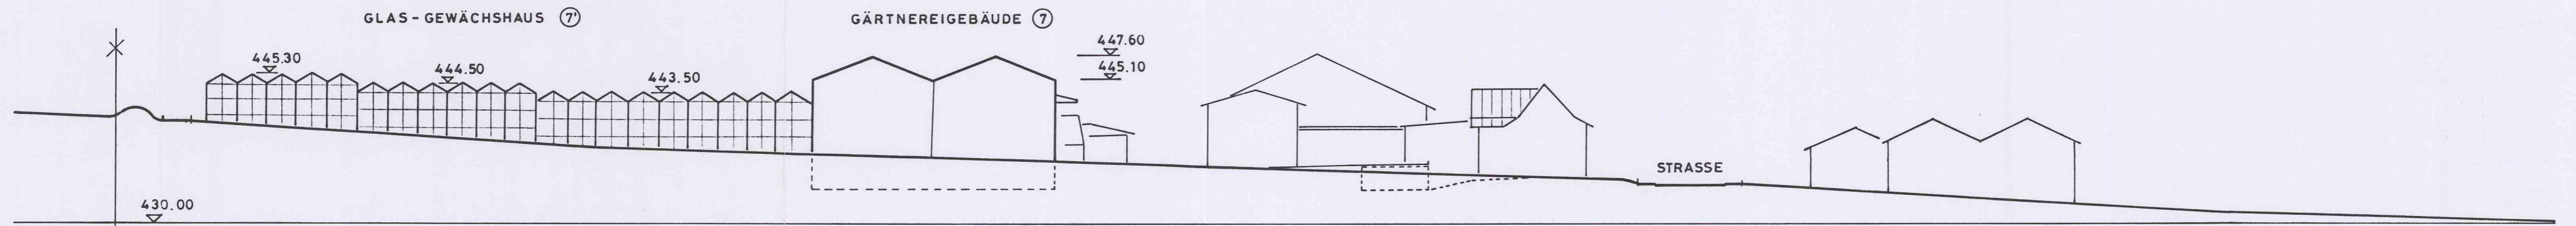 GLAS-GEWÄCHSHAUS 7'
GÄRTNEREIGEBÄUDE 7
447.60
445.30
444.50
443.50
445.10
STRASSE
430.00